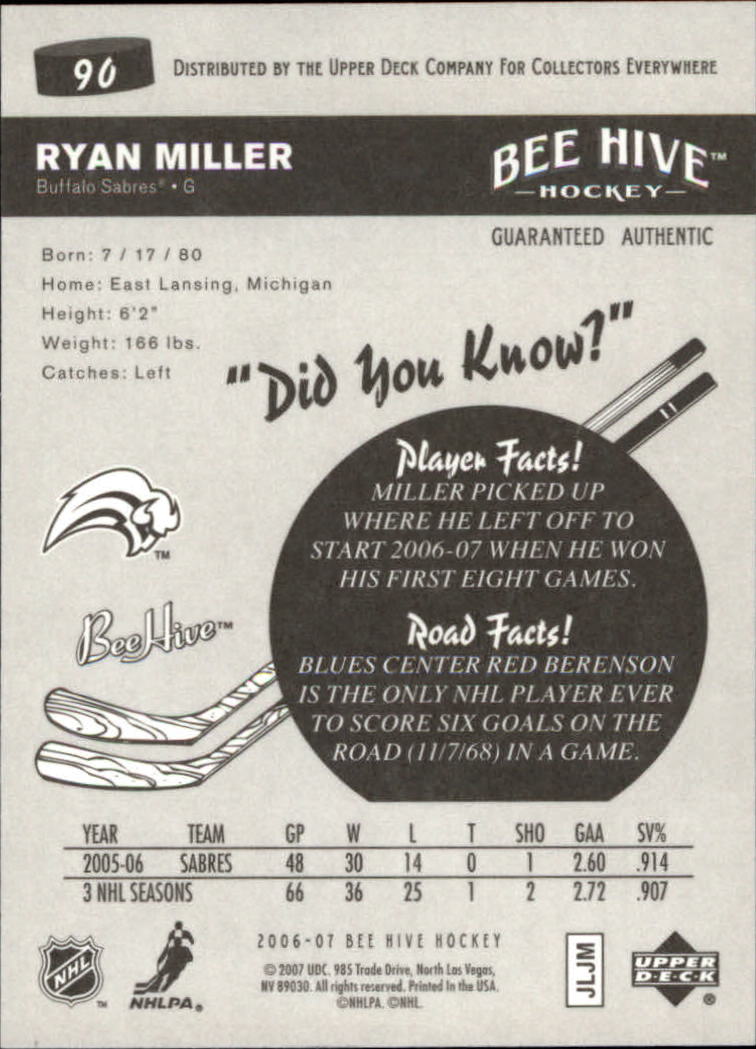 90
DISTRIBUTED BY THE UPPER DECK COMPANY FOR COLLECTORS EVERYWHERE
RYAN MILLER
Buffalo Sabres® • G
BEE HIVE™
HOCKEY
GUARANTEED AUTHENTIC
Born: 7 / 17 / 80
Home: East Lansing, Michigan
Height: 6'2"
Weight: 166 lbs.
Catches: Left
"Did You Know?"
Player Facts!
MILLER PICKED UP
WHERE HE LEFT OFF TO
START 2006-07 WHEN HE WON
HIS FIRST EIGHT GAMES.
TM
BeeHive™
Road Facts!
BLUES CENTER RED BERENSON
IS THE ONLY NHL PLAYER EVER
TO SCORE SIX GOALS ON THE
ROAD (11/7/68) IN A GAME.
YEAR TEAM GP W L T SHO GAA SV%
2005-06 SABRES 48 30 14 0 1 2.60 .914
3 NHL SEASONS 66 36 25 1 2 2.72 .907
2006-07 BEE HIVE HOCKEY
© 2007 UDC. 985 Trade Drive, North Las Vegas,
NV 89030. All rights reserved. Printed in the USA.
©NHLPA. ©NHL.
NHL
TM
NHLPA®
JLJM
UPPER
D·E·C·K
®